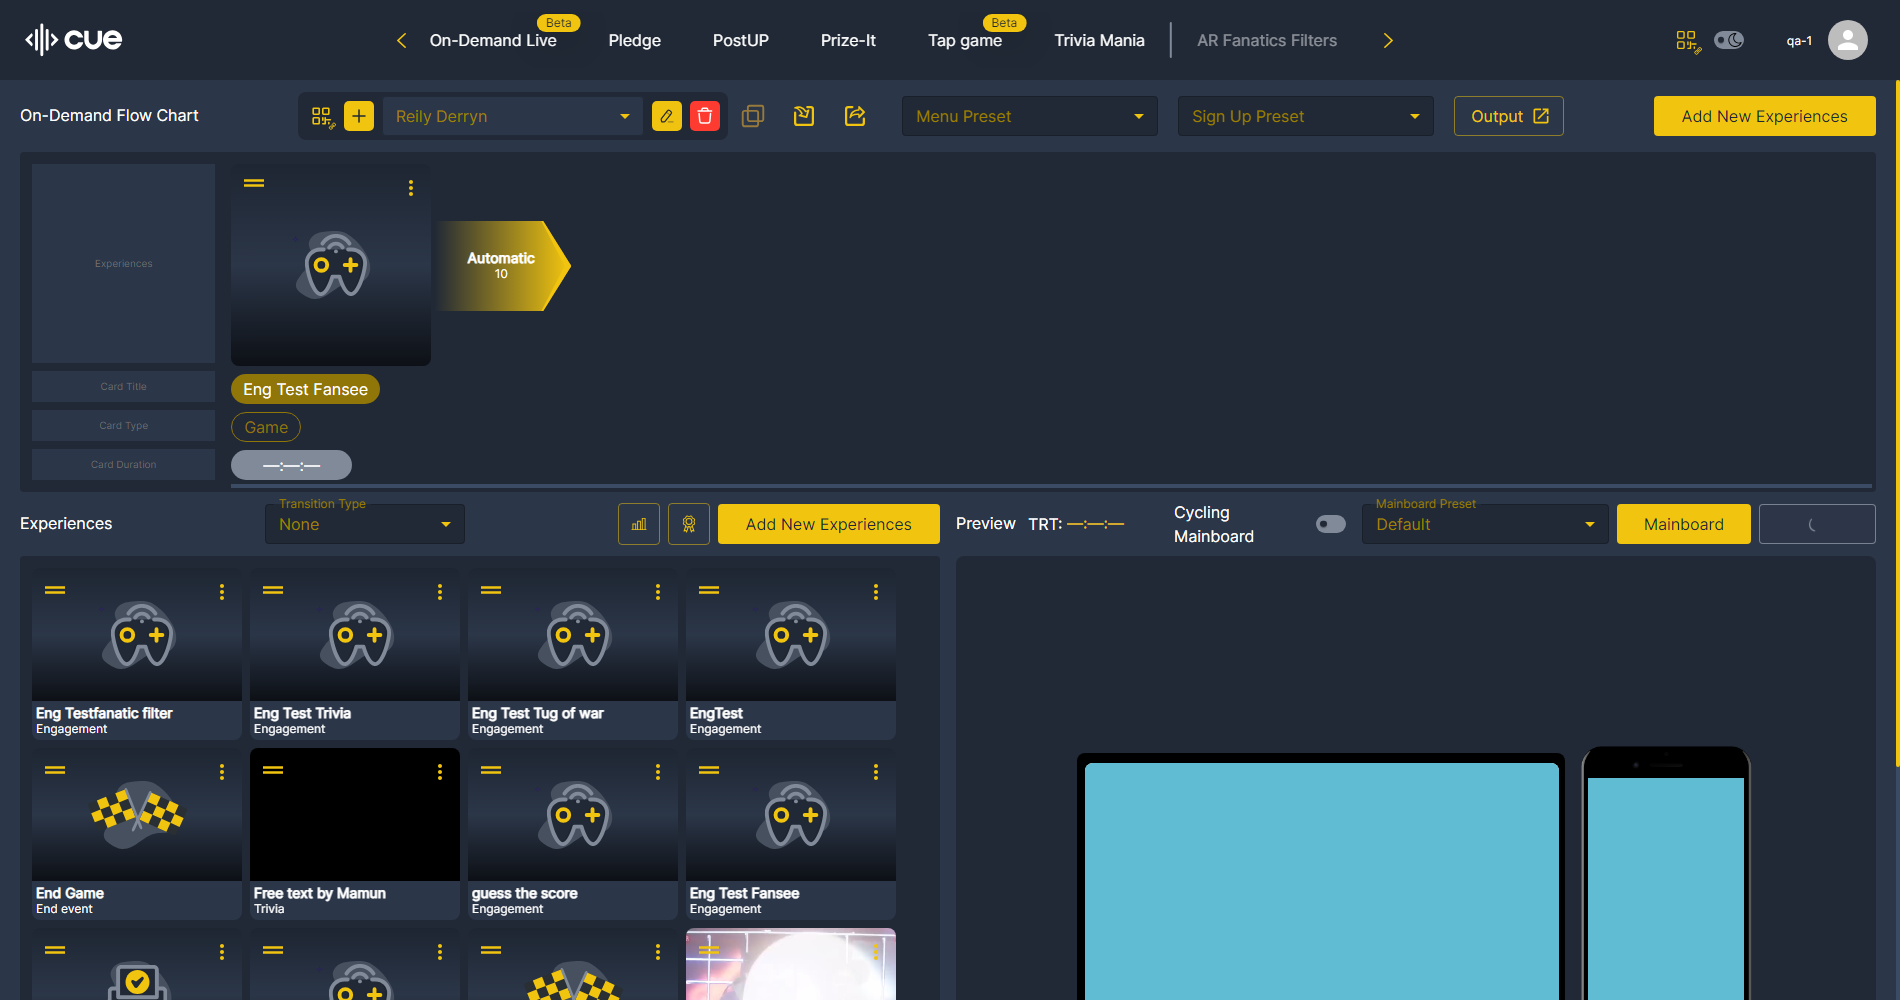 cue
On-Demand Live
Beta
Pledge
PostUP
Prize-It
Tap game
Beta
Trivia Mania
AR Fanatics Filters
qa-1
On-Demand Flow Chart
Reily Derryn
Menu Preset
Sign Up Preset
Output
Add New Experiences
Experiences
Automatic
10
Card Title
Eng Test Fansee
Card Type
Game
Card Duration
—:—:—
Experiences
Transition Type
None
Add New Experiences
Preview
TRT: —:—:—
Cycling
Mainboard
Mainboard Preset
Default
Mainboard
Eng Testfanatic filter
Engagement
Eng Test Trivia
Engagement
Eng Test Tug of war
Engagement
EngTest
Engagement
End Game
End event
Free text by Mamun
Trivia
guess the score
Engagement
Eng Test Fansee
Engagement